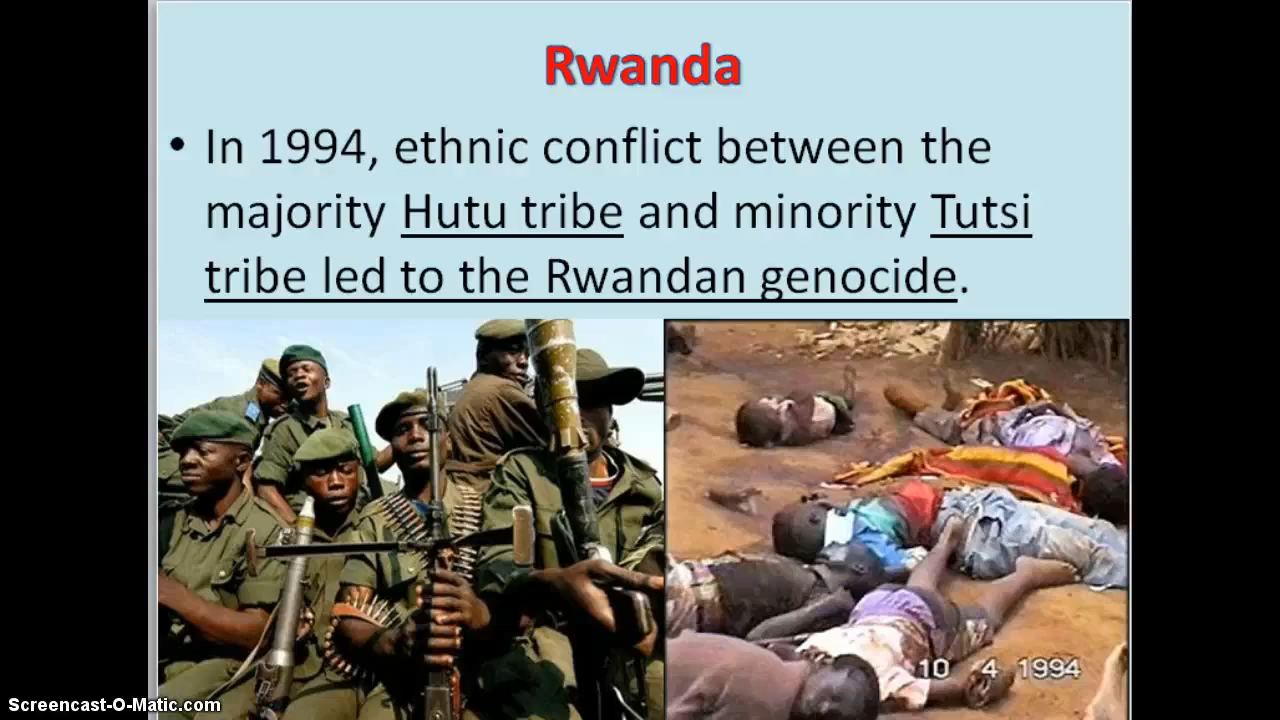 Rwanda
• In 1994, ethnic conflict between the
majority Hutu tribe and minority Tutsi
tribe led to the Rwandan genocide.
10 4 1994
Screencast-O-Matic.com